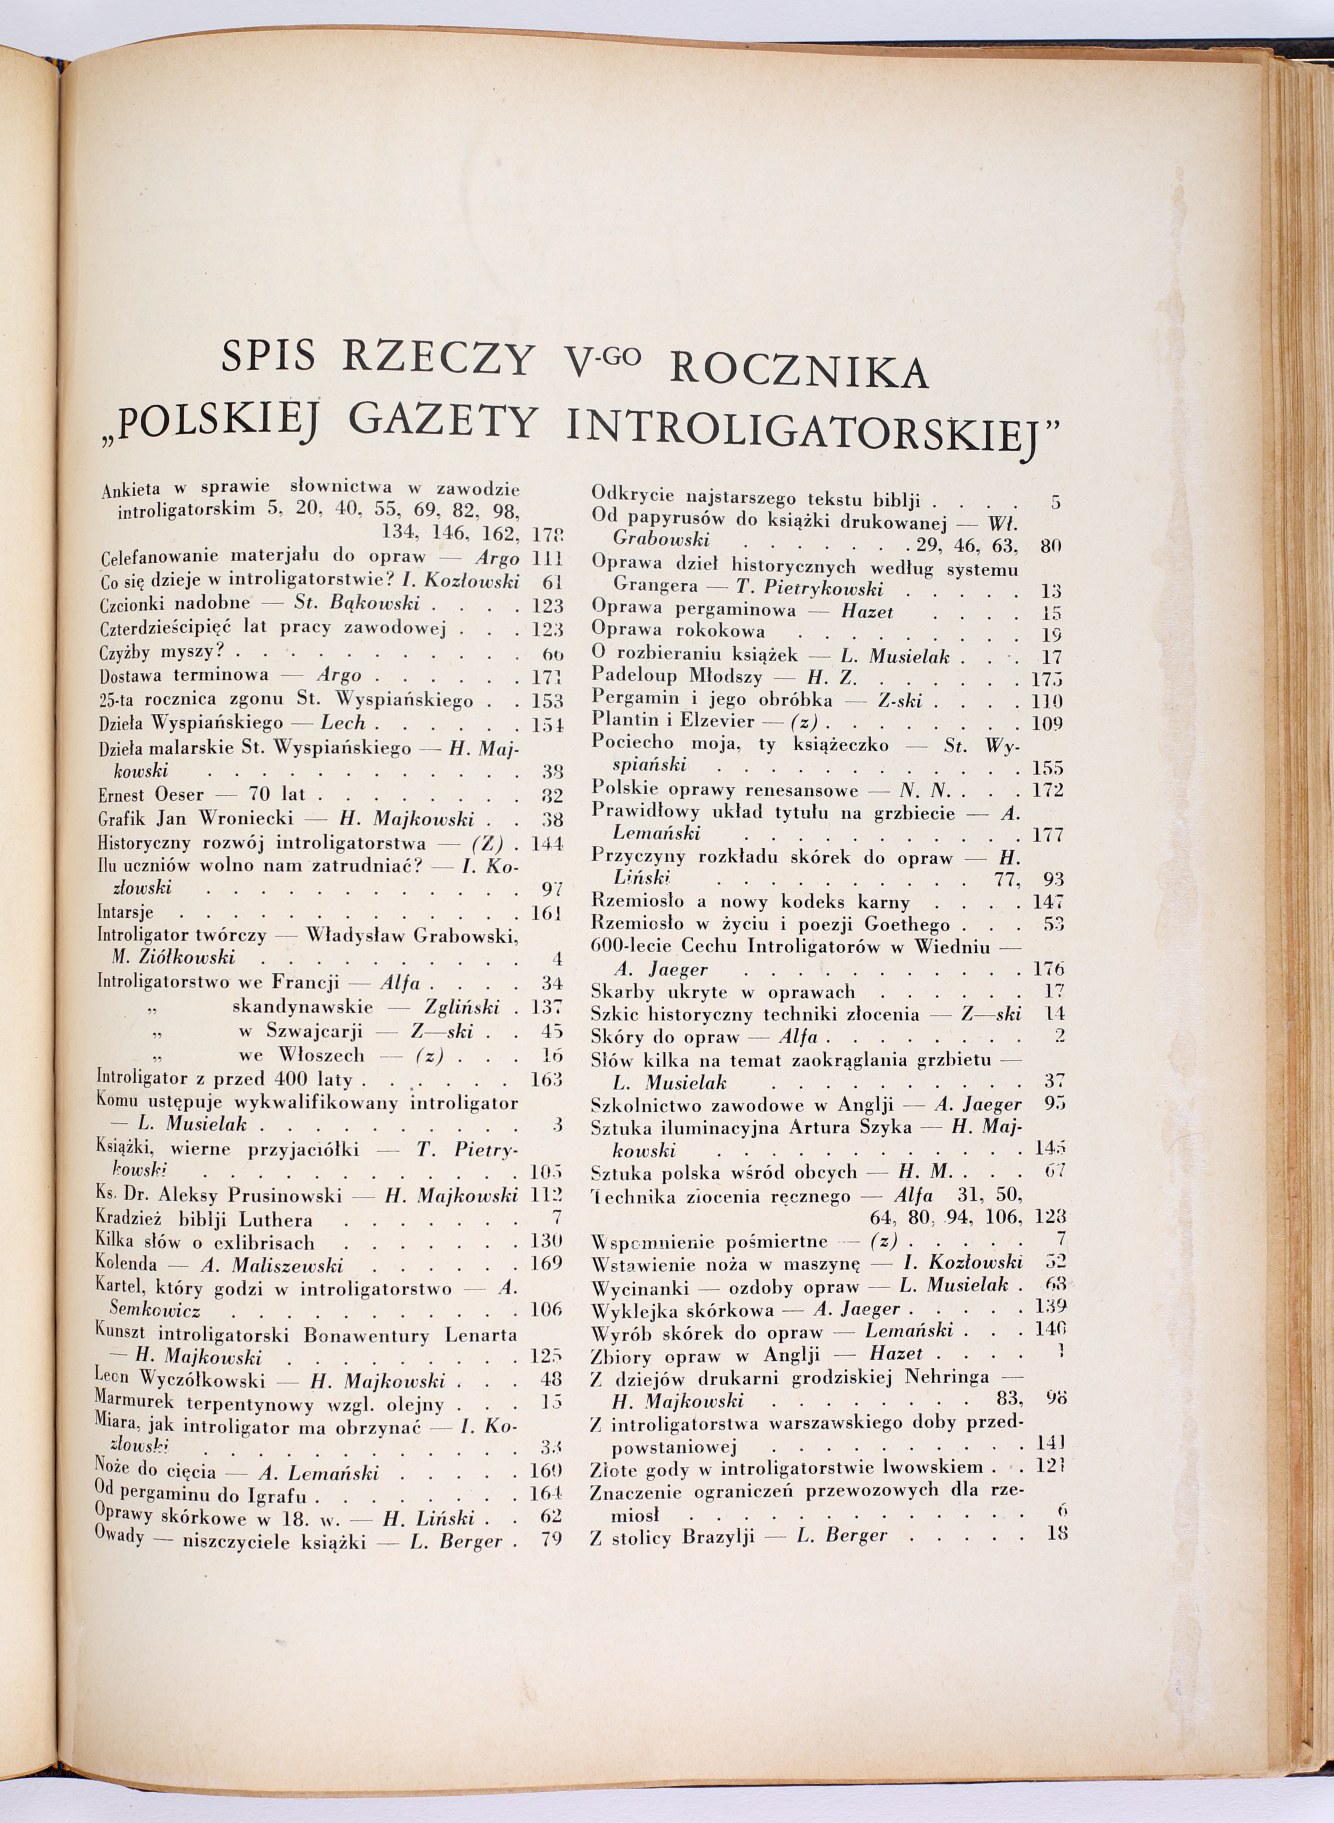 SPIS RZECZY V-GO ROCZNIKA
„POLSKIEJ GAZETY INTROLIGATORSKIEJ”
Ankieta w sprawie słownictwa w zawodzie
introligatorskim 5, 20, 40, 55, 69, 82, 98,
134, 146, 162, 178
Celefanowanie materjału do opraw — Argo 111
Co się dzieje w introligatorstwie? I. Kozłowski 61
Czcionki nadobne — St. Bąkowski . . . . 123
Czterdzieścipięć lat pracy zawodowej . . . 123
Czyżby myszy? . . . . . . . . . . . 66
Dostawa terminowa — Argo . . . . . . 171
25-ta rocznica zgonu St. Wyspiańskiego . . 153
Dzieła Wyspiańskiego — Lech . . . . . . 154
Dzieła malarskie St. Wyspiańskiego — H. Maj-
kowski . . . . . . . . . . . . 38
Ernest Oeser — 70 lat . . . . . . . . 82
Grafik Jan Wroniecki — H. Majkowski . . 38
Historyczny rozwój introligatorstwa — (Z) . 144
Ilu uczniów wolno nam zatrudniać? — I. Ko-
złowski . . . . . . . . . . . . 97
Intarsje . . . . . . . . . . . . . 161
Introligator twórczy — Władysław Grabowski,
M. Ziółkowski . . . . . . . . . . 4
Introligatorstwo we Francji — Alfa . . . . 34
„ skandynawskie — Zgliński . 137
„ w Szwajcarji — Z—ski . . 45
„ we Włoszech — (z) . . . 16
Introligator z przed 400 laty . . . . . . 163
Komu ustępuje wykwalifikowany introligator
— L. Musielak . . . . . . . . . . 3
Książki, wierne przyjaciółki — T. Pietry-
kowski . . . . . . . . . . . . 105
Ks. Dr. Aleksy Prusinowski — H. Majkowski 112
Kradzież biblji Luthera . . . . . . . 7
Kilka słów o exlibrisach . . . . . . . 130
Kolenda — A. Maliszewski . . . . . . 169
Kartel, który godzi w introligatorstwo — A.
Semkowicz . . . . . . . . . . . 106
Kunszt introligatorski Bonawentury Lenarta
— H. Majkowski . . . . . . . . . 125
Leon Wyczółkowski — H. Majkowski . . . 48
Marmurek terpentynowy wzgl. olejny . . . 15
Miara, jak introligator ma obrzynać — I. Ko-
złowski . . . . . . . . . . . . 33
Noże do cięcia — A. Lemański . . . . . 160
Od pergaminu do Igrafu . . . . . . . . 164
Oprawy skórkowe w 18. w. — H. Liński . . 62
Owady — niszczyciele książki — L. Berger . 79
Odkrycie najstarszego tekstu biblji . . . . 5
Od papyrusów do książki drukowanej — Wł.
Grabowski . . . . . . . 29, 46, 63, 80
Oprawa dzieł historycznych według systemu
Grangera — T. Pietrykowski . . . . . 13
Oprawa pergaminowa — Hazet . . . . 15
Oprawa rokokowa . . . . . . . . . 19
O rozbieraniu książek — L. Musielak . . . 17
Padeloup Młodszy — H. Z. . . . . . . 175
Pergamin i jego obróbka — Z-ski . . . . 110
Plantin i Elzevier — (z) . . . . . . . . 109
Pociecho moja, ty książeczko — St. Wy-
spiański . . . . . . . . . . . . 155
Polskie oprawy renesansowe — N. N. . . . 172
Prawidłowy układ tytułu na grzbiecie — A.
Lemański . . . . . . . . . . . 177
Przyczyny rozkładu skórek do opraw — H.
Liński . . . . . . . . . . 77, 93
Rzemiosło a nowy kodeks karny . . . . 147
Rzemiosło w życiu i poezji Goethego . . . 53
600-lecie Cechu Introligatorów w Wiedniu —
A. Jaeger . . . . . . . . . . . 176
Skarby ukryte w oprawach . . . . . . 17
Szkic historyczny techniki złocenia — Z—ski 14
Skóry do opraw — Alfa . . . . . . . . 2
Słów kilka na temat zaokrąglania grzbietu —
L. Musielak . . . . . . . . . . 37
Szkolnictwo zawodowe w Anglji — A. Jaeger 95
Sztuka iluminacyjna Artura Szyka — H. Maj-
kowski . . . . . . . . . . . . 145
Sztuka polska wśród obcych — H. M. . . . 67
Technika złocenia ręcznego — Alfa 31, 50,
64, 80, 94, 106, 128
Wspomnienie pośmiertne — (z) . . . . . 7
Wstawienie noża w maszynę — I. Kozłowski 52
Wycinanki — ozdoby opraw — L. Musielak . 68
Wyklejka skórkowa — A. Jaeger . . . . . 139
Wyrób skórek do opraw — Lemański . . . 140
Zbiory opraw w Anglji — Hazet . . . . 1
Z dziejów drukarni grodziskiej Nehringa —
H. Majkowski . . . . . . . . 83, 98
Z introligatorstwa warszawskiego doby przed-
powstaniowej . . . . . . . . . . 141
Złote gody w introligatorstwie lwowskiem . . 121
Znaczenie ograniczeń przewozowych dla rze-
miosł . . . . . . . . . . . . . 6
Z stolicy Brazylji — L. Berger . . . . . 18